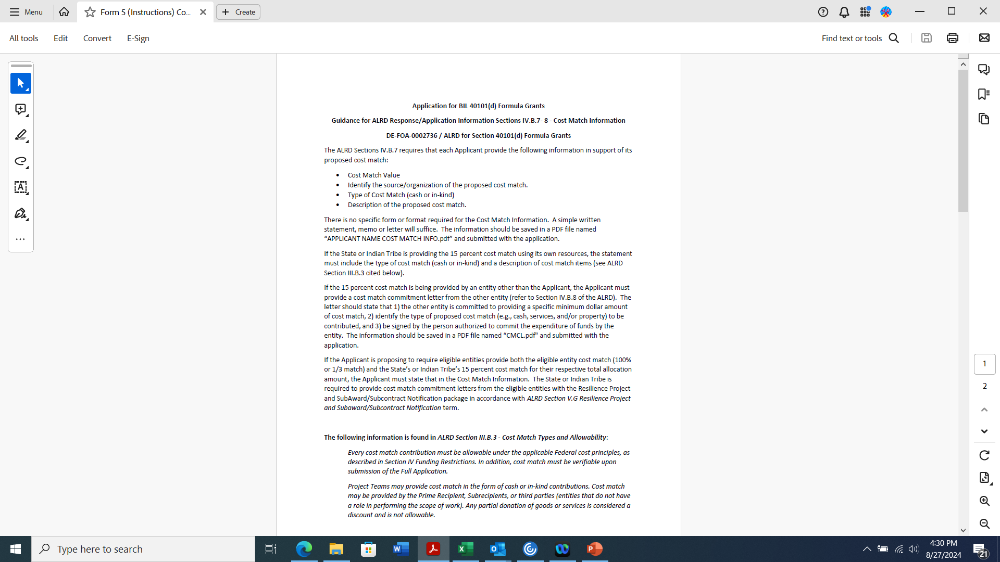 Menu
Form 5 (Instructions) Co...
Create
All tools
Edit
Convert
E-Sign
Find text or tools
Application for BIL 40101(d) Formula Grants
Guidance for ALRD Response/Application Information Sections IV.B.7- 8 - Cost Match Information
DE-FOA-0002736 / ALRD for Section 40101(d) Formula Grants
The ALRD Sections IV.B.7 requires that each Applicant provide the following information in support of its
proposed cost match:
• Cost Match Value
• Identify the source/organization of the proposed cost match.
• Type of Cost Match (cash or in-kind)
• Description of the proposed cost match.
There is no specific form or format required for the Cost Match Information. A simple written
statement, memo or letter will suffice. The information should be saved in a PDF file named
“APPLICANT NAME COST MATCH INFO.pdf” and submitted with the application.
If the State or Indian Tribe is providing the 15 percent cost match using its own resources, the statement
must include the type of cost match (cash or in-kind) and a description of cost match items (see ALRD
Section III.B.3 cited below).
If the 15 percent cost match is being provided by an entity other than the Applicant, the Applicant must
provide a cost match commitment letter from the other entity (refer to Section IV.B.8 of the ALRD). The
letter should state that 1) the other entity is committed to providing a specific minimum dollar amount
of cost match, 2) identify the type of proposed cost match (e.g., cash, services, and/or property) to be
contributed, and 3) be signed by the person authorized to commit the expenditure of funds by the
entity. The information should be saved in a PDF file named “CMCL.pdf" and submitted with the
application.
If the Applicant is proposing to require eligible entities provide both the eligible entity cost match (100%
or 1/3 match) and the State’s or Indian Tribe’s 15 percent cost match for their respective total allocation
amount, the Applicant must state that in the Cost Match Information. The State or Indian Tribe is
required to provide cost match commitment letters from the eligible entities with the Resilience Project
and SubAward/Subcontract Notification package in accordance with ALRD Section V.G Resilience Project
and Subaward/Subcontract Notification term.
The following information is found in ALRD Section III.B.3 - Cost Match Types and Allowability:
Every cost match contribution must be allowable under the applicable Federal cost principles, as
described in Section IV Funding Restrictions. In addition, cost match must be verifiable upon
submission of the Full Application.
Project Teams may provide cost match in the form of cash or in-kind contributions. Cost match
may be provided by the Prime Recipient, Subrecipients, or third parties (entities that do not have
a role in performing the scope of work). Any partial donation of goods or services is considered a
discount and is not allowable.
1
2
Type here to search
4:30 PM
8/27/2024
21